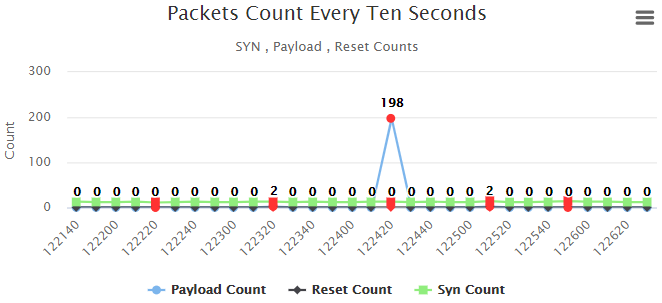 Packets Count Every Ten Seconds
SYN , Payload , Reset Counts
Count
300
200
100
0
198
0 0 0 0 0 0 0 0 0 0 2 0 0 0 0 0 0 0 0 0 2 0 0 0 0 0 0 0 0
122140 122200 122220 122240 122300 122320 122340 122400 122420 122440 122500 122520 122540 122600 122620
Payload Count Reset Count Syn Count